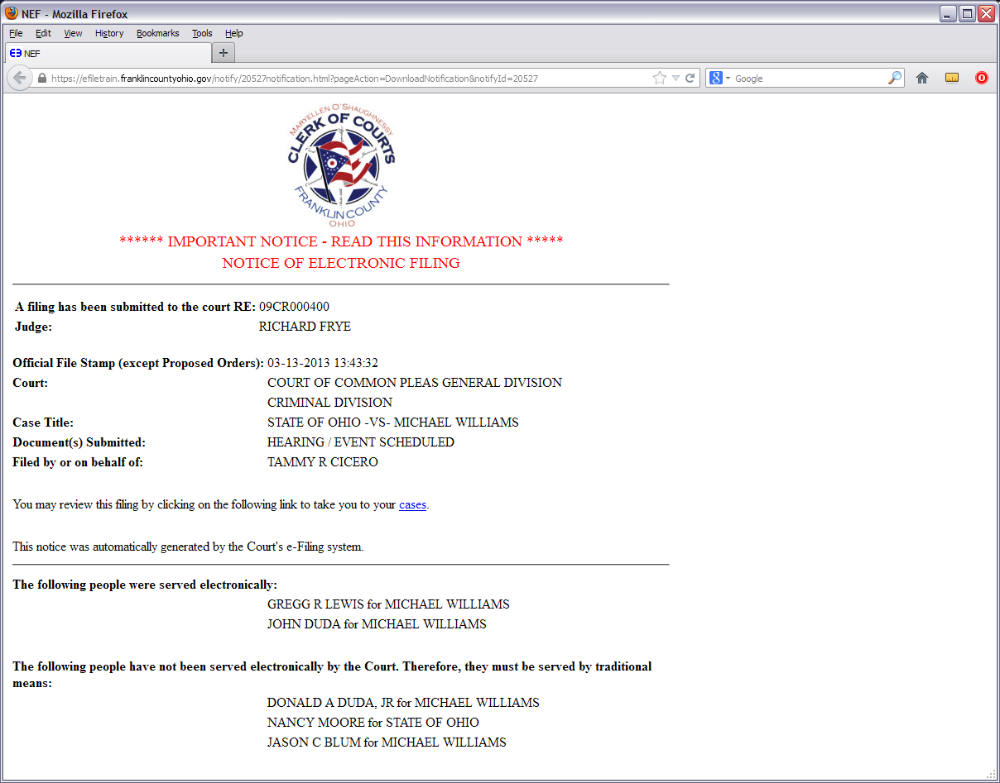 NEF - Mozilla Firefox
File Edit View History Bookmarks Tools Help
NEF
https://efiletrain.franklincountyohio.gov/notify/20527notification.html?pageAction=DownloadNotification&notifyId=20527
Google
MARYELLEN O'SHAUGHNESSY
CLERK OF COURTS
FRANKLIN COUNTY
OHIO
****** IMPORTANT NOTICE - READ THIS INFORMATION *****
NOTICE OF ELECTRONIC FILING
A filing has been submitted to the court RE: 09CR000400
Judge: RICHARD FRYE
Official File Stamp (except Proposed Orders): 03-13-2013 13:43:32
Court: COURT OF COMMON PLEAS GENERAL DIVISION
CRIMINAL DIVISION
Case Title: STATE OF OHIO -VS- MICHAEL WILLIAMS
Document(s) Submitted: HEARING / EVENT SCHEDULED
Filed by or on behalf of: TAMMY R CICERO
You may review this filing by clicking on the following link to take you to your cases.
This notice was automatically generated by the Court's e-Filing system.
The following people were served electronically:
GREGG R LEWIS for MICHAEL WILLIAMS
JOHN DUDA for MICHAEL WILLIAMS
The following people have not been served electronically by the Court. Therefore, they must be served by traditional
means:
DONALD A DUDA, JR for MICHAEL WILLIAMS
NANCY MOORE for STATE OF OHIO
JASON C BLUM for MICHAEL WILLIAMS